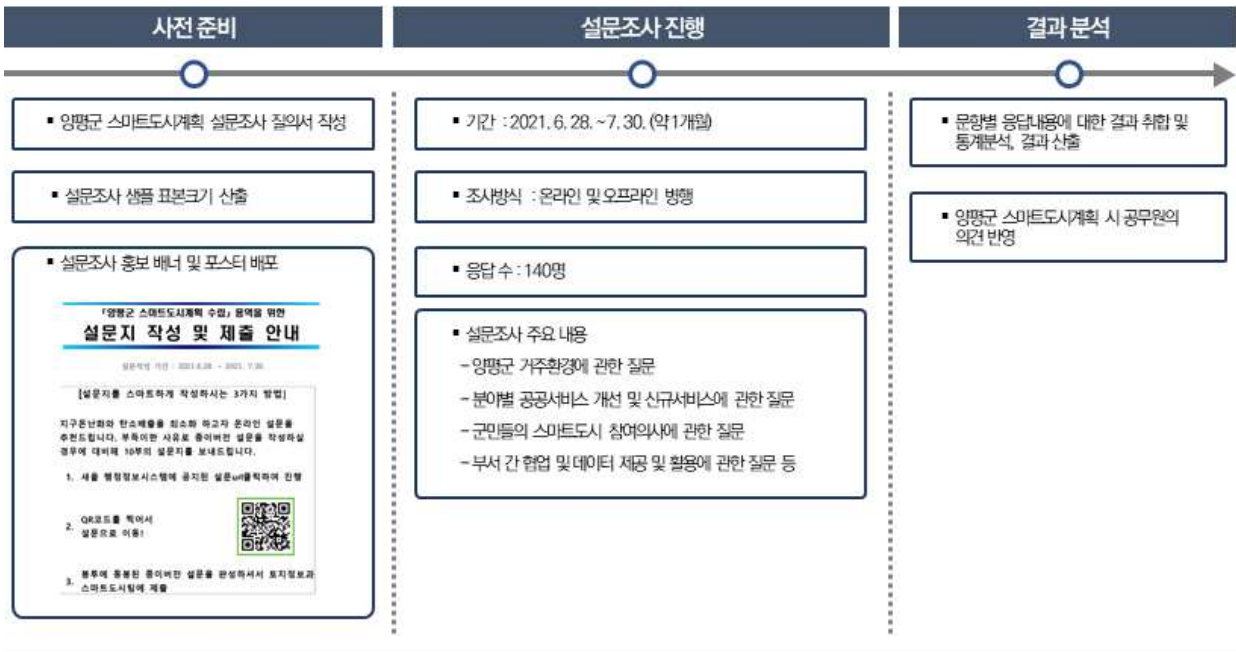 사전 준비
설문조사 진행
결과 분석
▪ 양평군 스마트도시계획 설문조사 질의서 작성
▪ 설문조사 샘플 표본크기 산출
▪ 설문조사 홍보 배너 및 포스터 배포
「양평군 스마트도시계획 수립」 용역을 위한
설문지 작성 및 제출 안내
설문작성 기간 : 2021.6.28 ~ 2021. 7.30
[설문지를 스마트하게 작성하시는 3가지 방법]
지구온난화와 탄소배출을 최소화 하고자 온라인 설문을
추천드립니다. 부득이한 사유로 종이버전 설문을 작성하실
경우에 대비해 10부의 설문지를 보내드립니다.
1. 새올 행정정보시스템에 공지된 설문url클릭하여 진행
2. QR코드를 찍어서
설문으로 이동!
3. 봉투에 동봉된 종이버전 설문을 완성하셔서 토지정보과
스마트도시팀에 제출
▪ 기간 : 2021. 6. 28. ~7. 30. (약 1개월)
▪ 조사방식 : 온라인 및 오프라인 병행
▪ 응답 수 : 140명
▪ 설문조사 주요 내용
– 양평군 거주환경에 관한 질문
– 분야별 공공서비스 개선 및 신규서비스에 관한 질문
– 군민들의 스마트도시 참여의사에 관한 질문
– 부서 간 협업 및 데이터 제공 및 활용에 관한 질문 등
▪ 문항별 응답내용에 대한 결과 취합 및
통계분석, 결과 산출
▪ 양평군 스마트도시계획 시 공무원의
의견 반영